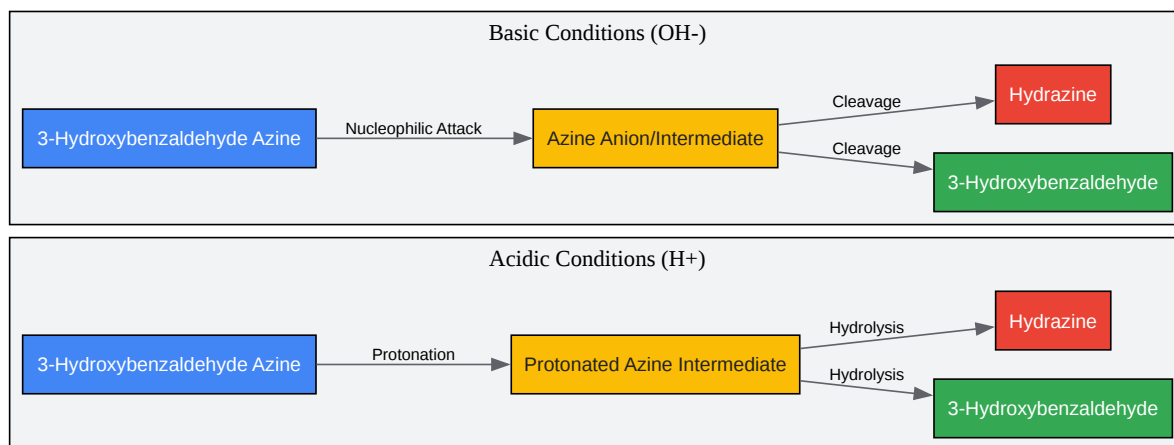 Basic Conditions (OH-)
3-Hydroxybenzaldehyde Azine
Nucleophilic Attack
Azine Anion/Intermediate
Cleavage
Hydrazine
Cleavage
3-Hydroxybenzaldehyde
Acidic Conditions (H+)
3-Hydroxybenzaldehyde Azine
Protonation
Protonated Azine Intermediate
Hydrolysis
Hydrazine
Hydrolysis
3-Hydroxybenzaldehyde